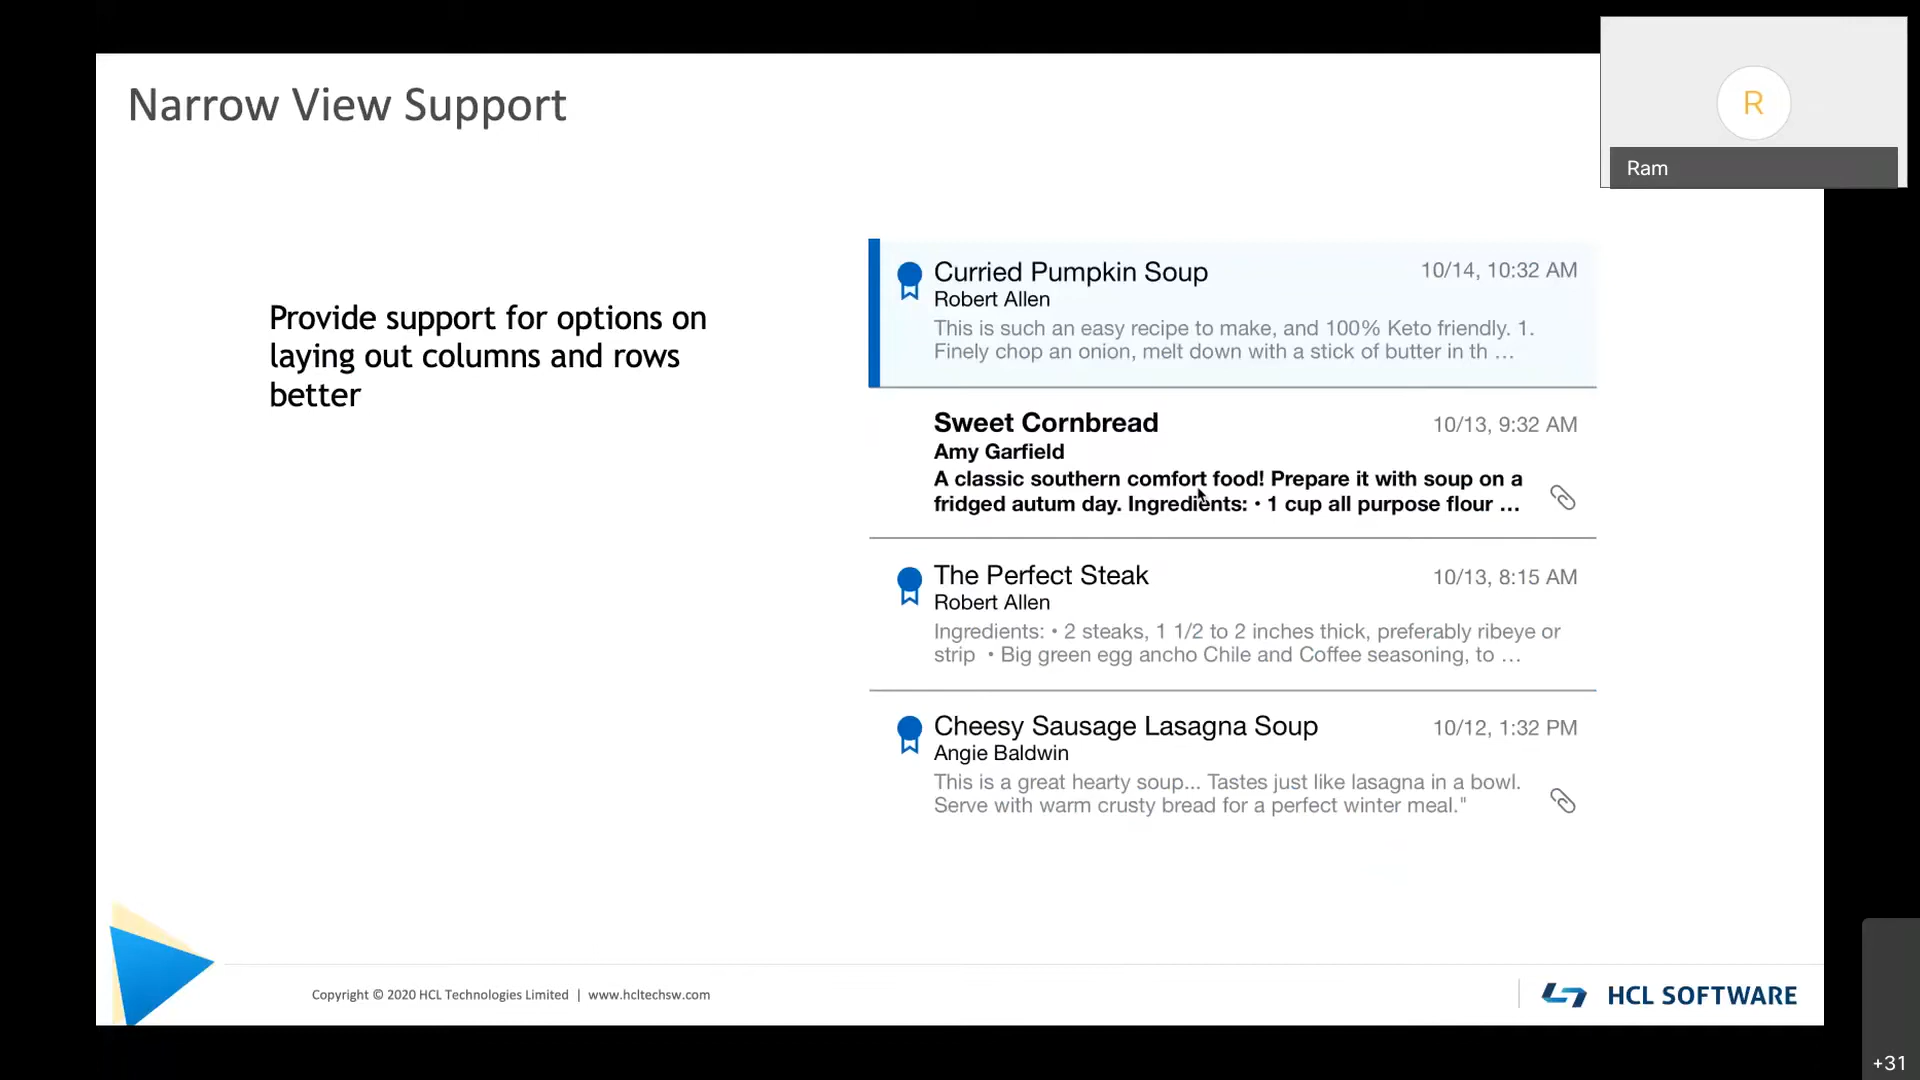 Narrow View Support
R
Ram
Provide support for options on
laying out columns and rows
better
Curried Pumpkin Soup
10/14, 10:32 AM
Robert Allen
This is such an easy recipe to make, and 100% Keto friendly. 1.
Finely chop an onion, melt down with a stick of butter in th ...
Sweet Cornbread
10/13, 9:32 AM
Amy Garfield
A classic southern comfort food! Prepare it with soup on a
fridged autum day. Ingredients: • 1 cup all purpose flour ...
The Perfect Steak
10/13, 8:15 AM
Robert Allen
Ingredients: • 2 steaks, 1 1/2 to 2 inches thick, preferably ribeye or
strip • Big green egg ancho Chile and Coffee seasoning, to ...
Cheesy Sausage Lasagna Soup
10/12, 1:32 PM
Angie Baldwin
This is a great hearty soup... Tastes just like lasagna in a bowl.
Serve with warm crusty bread for a perfect winter meal."
Copyright © 2020 HCL Technologies Limited | www.hcltechsw.com
HCL SOFTWARE
+31